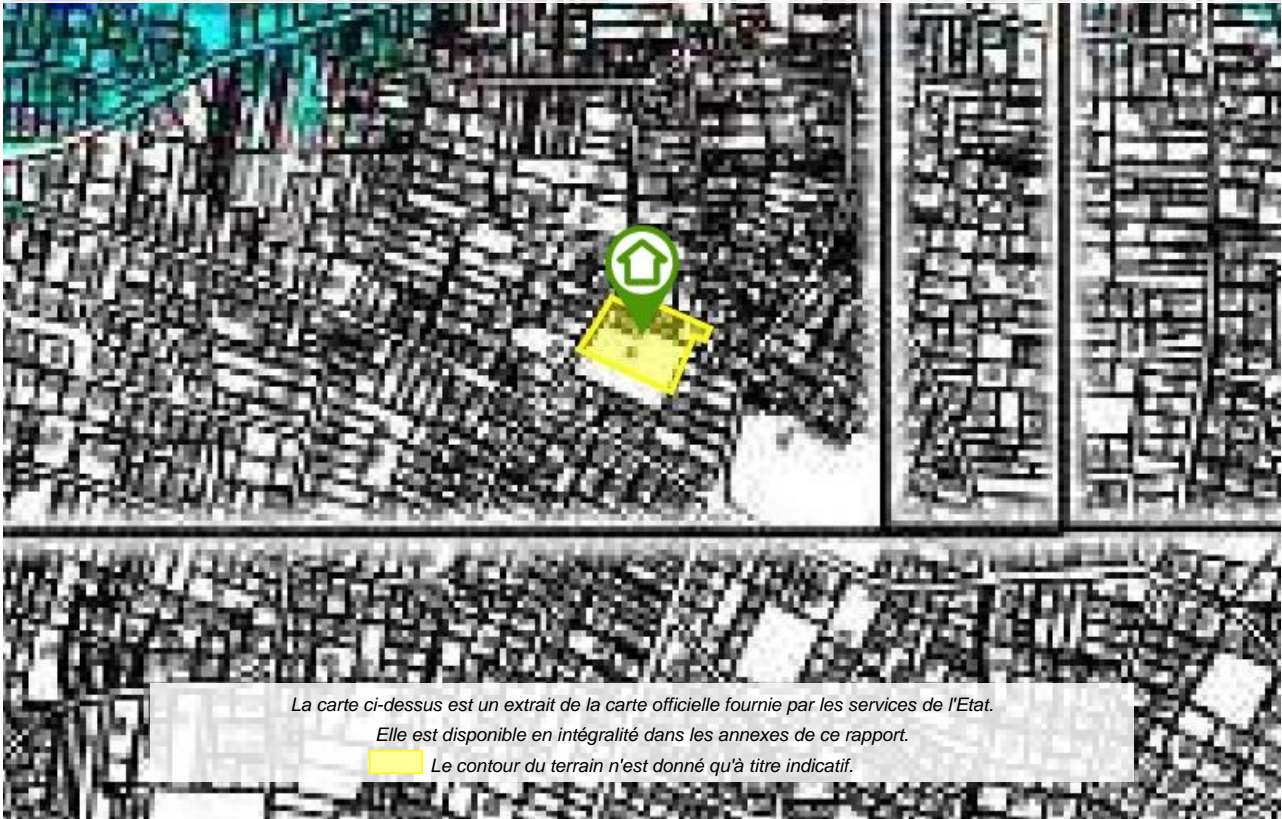 La carte ci-dessus est un extrait de la carte officielle fournie par les services de l'Etat.
Elle est disponible en intégralité dans les annexes de ce rapport.
Le contour du terrain n'est donné qu'à titre indicatif.